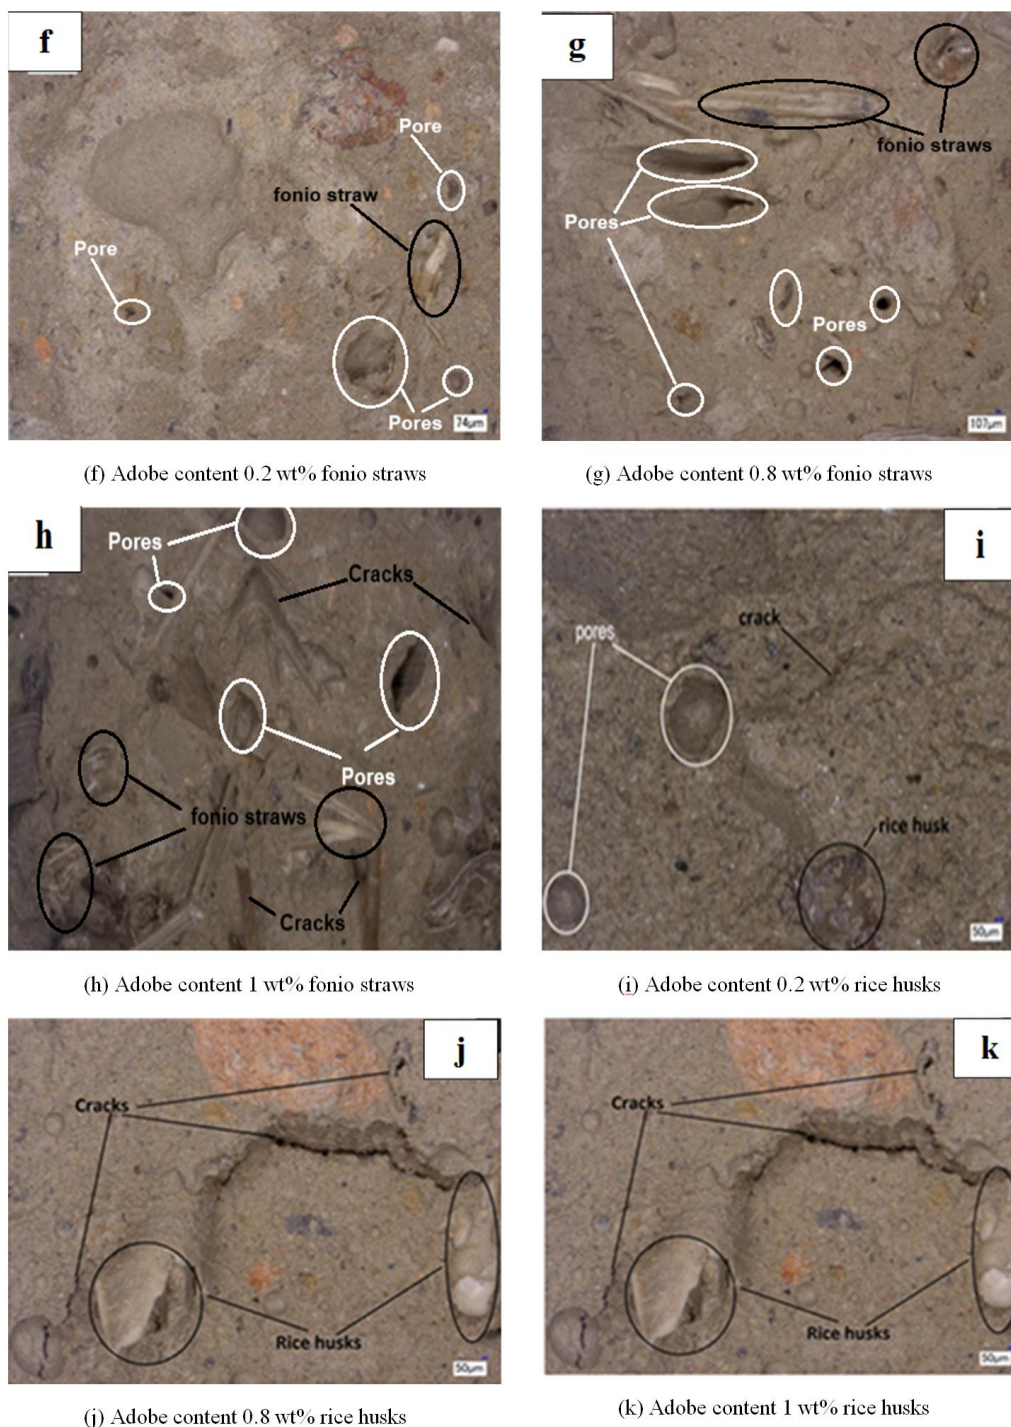 f
Pore
fonio straw
Pore
Pores
74µm
(f) Adobe content 0.2 wt% fonio straws
g
fonio straws
Pores
Pores
107µm
(g) Adobe content 0.8 wt% fonio straws
h
Pores
Cracks
Pores
fonio straws
Cracks
(h) Adobe content 1 wt% fonio straws
i
crack
pores
rice husk
50µm
(i) Adobe content 0.2 wt% rice husks
j
Cracks
Rice husks
50µm
(j) Adobe content 0.8 wt% rice husks
k
Cracks
Rice husks
50µm
(k) Adobe content 1 wt% rice husks